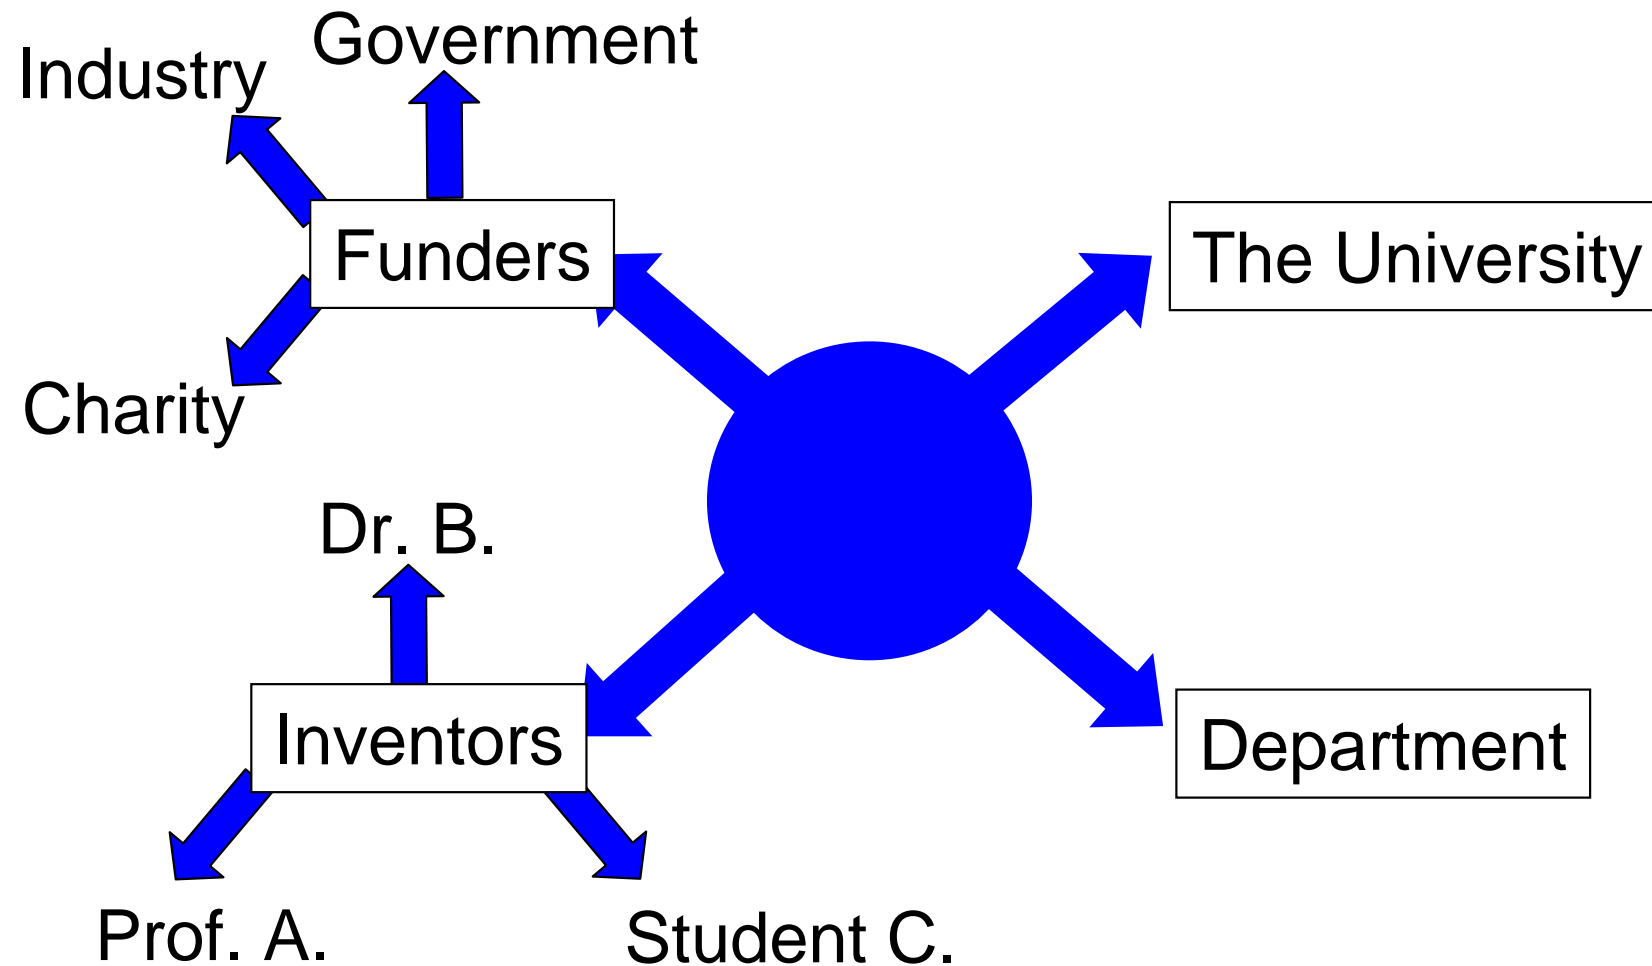 Government
Industry
Funders
The University
Charity
Dr. B.
Inventors
Department
Prof. A.
Student C.